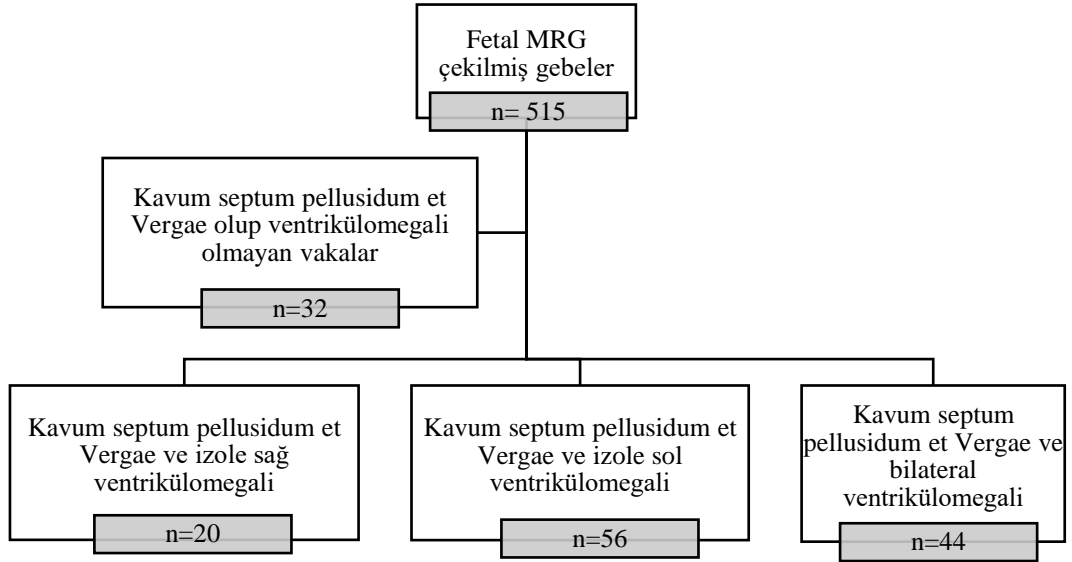 Fetal MRG
çekilmiş gebeler
n= 515
Kavum septum pellusidum et
Vergae olup ventrikülomegali
olmayan vakalar
n=32
Kavum septum pellusidum et
Vergae ve izole sağ
ventrikülomegali
n=20
Kavum septum pellusidum et
Vergae ve izole sol
ventrikülomegali
n=56
Kavum septum
pellusidum et Vergae ve
bilateral
ventrikülomegali
n=44